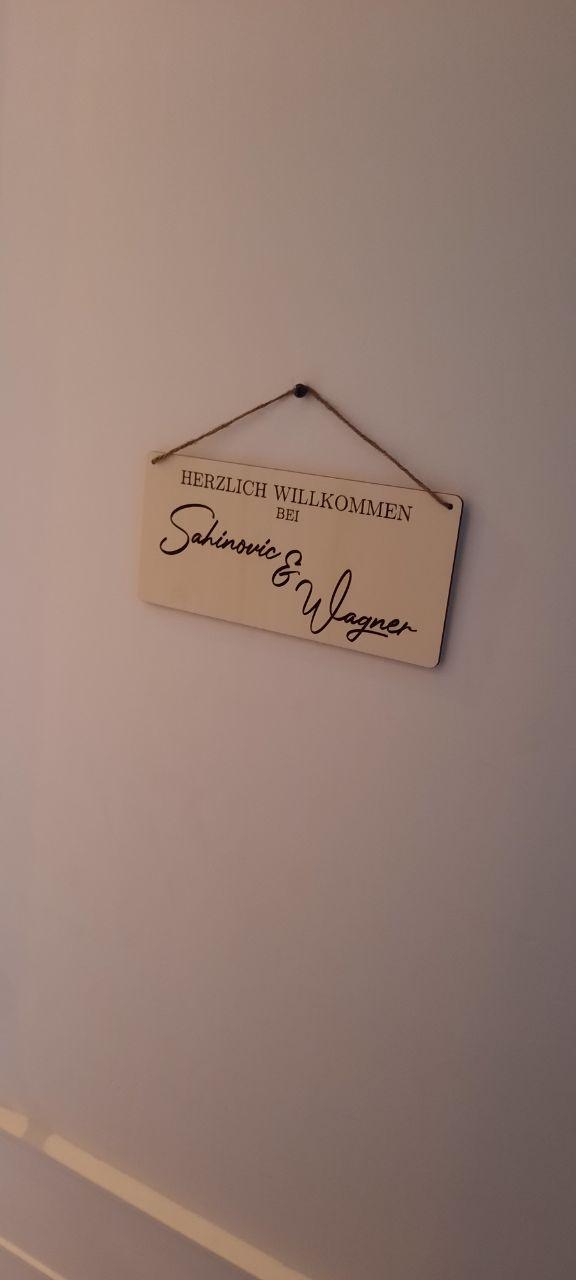 HERZLICH WILLKOMMEN
BEI
Sahinovic
&
Wagner